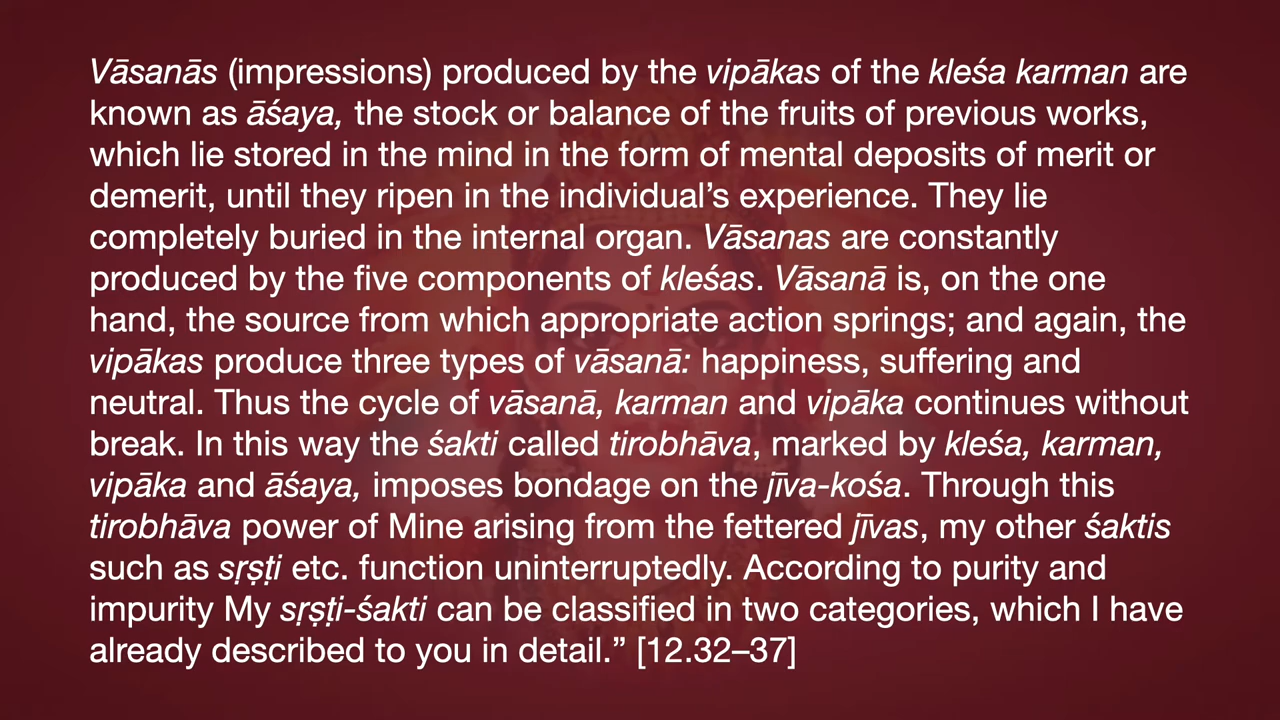 Vāsanās (impressions) produced by the vipākas of the kleśa karman are
known as āśaya, the stock or balance of the fruits of previous works,
which lie stored in the mind in the form of mental deposits of merit or
demerit, until they ripen in the individual’s experience. They lie
completely buried in the internal organ. Vāsanas are constantly
produced by the five components of kleśas. Vāsanā is, on the one
hand, the source from which appropriate action springs; and again, the
vipākas produce three types of vāsanā: happiness, suffering and
neutral. Thus the cycle of vāsanā, karman and vipāka continues without
break. In this way the śakti called tirobhāva, marked by kleśa, karman,
vipāka and āśaya, imposes bondage on the jīva-kośa. Through this
tirobhāva power of Mine arising from the fettered jīvas, my other śaktis
such as sṛṣṭi etc. function uninterruptedly. According to purity and
impurity My sṛṣṭi-śakti can be classified in two categories, which I have
already described to you in detail.” [12.32–37]